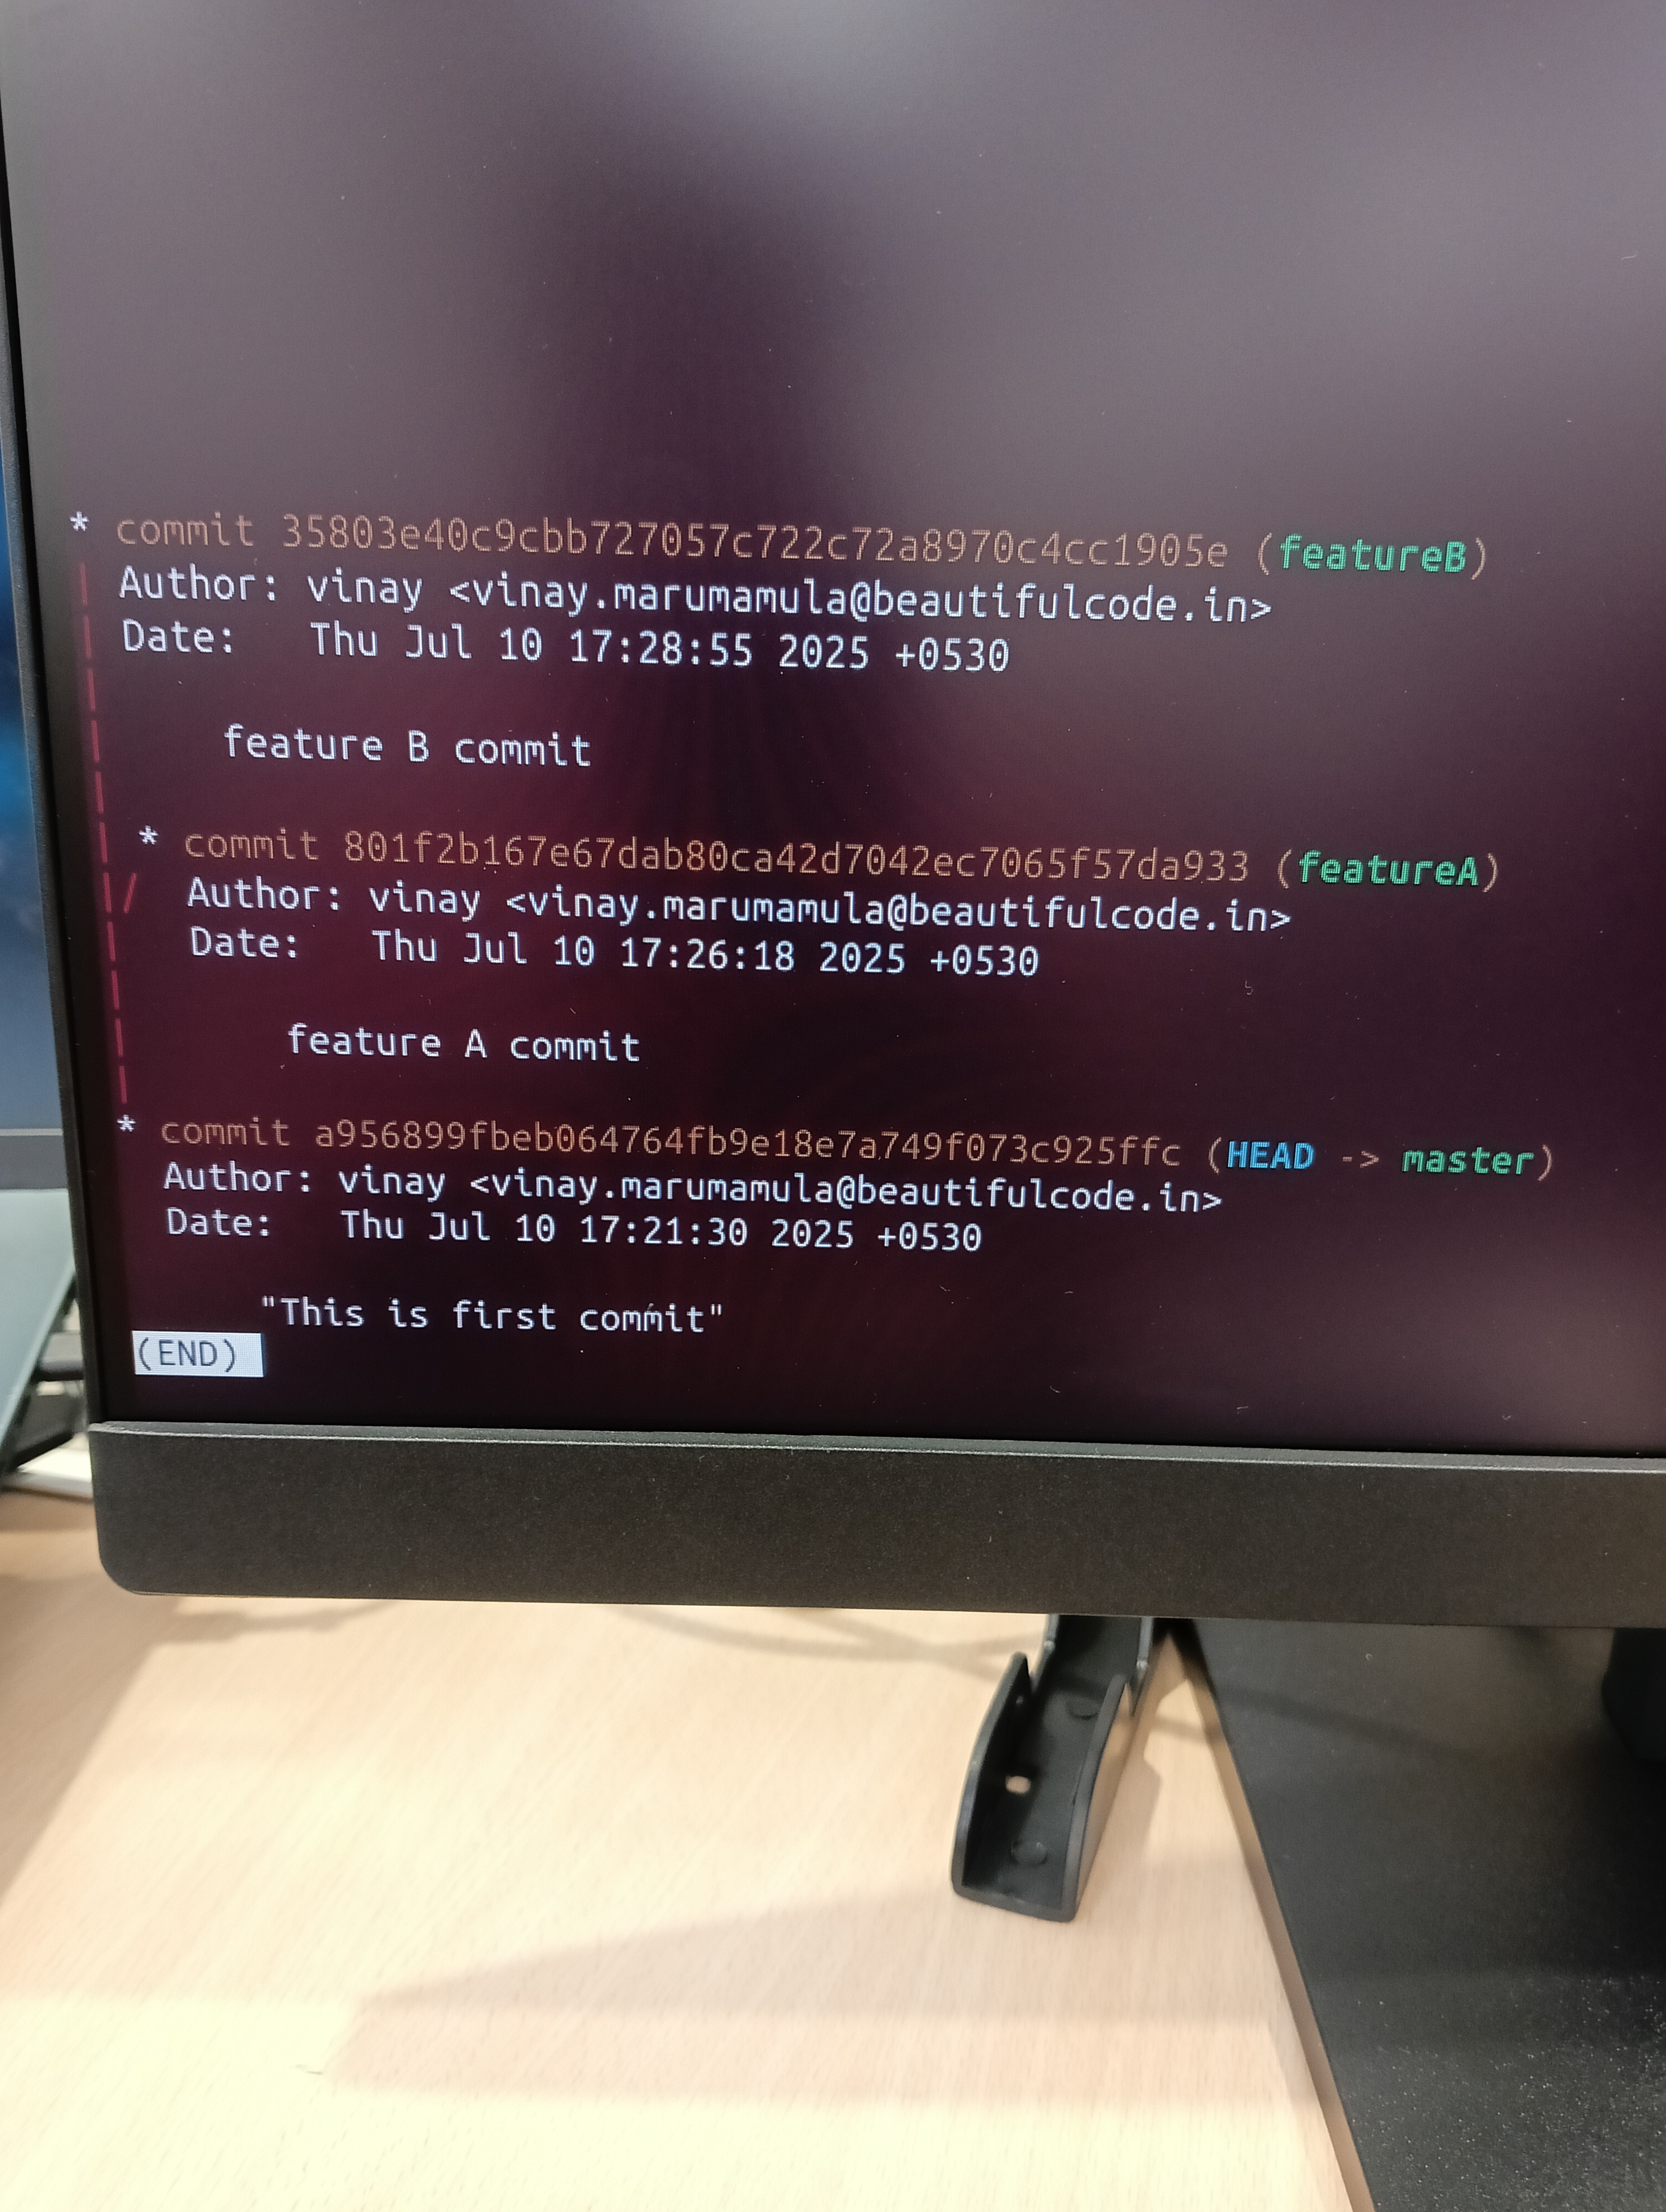 * commit 35803e40c9cbb727057c722c72a8970c4cc1905e (featureB)
| Author: vinay <vinay.marumamula@beautifulcode.in>
| Date:   Thu Jul 10 17:28:55 2025 +0530
|
|     feature B commit
|
| * commit 801f2b167e67dab80ca42d7042ec7065f57da933 (featureA)
|/  Author: vinay <vinay.marumamula@beautifulcode.in>
|   Date:   Thu Jul 10 17:26:18 2025 +0530
|
|       feature A commit
|
* commit a956899fbeb064764fb9e18e7a749f073c925ffc (HEAD -> master)
  Author: vinay <vinay.marumamula@beautifulcode.in>
  Date:   Thu Jul 10 17:21:30 2025 +0530

      "This is first commit"
(END)